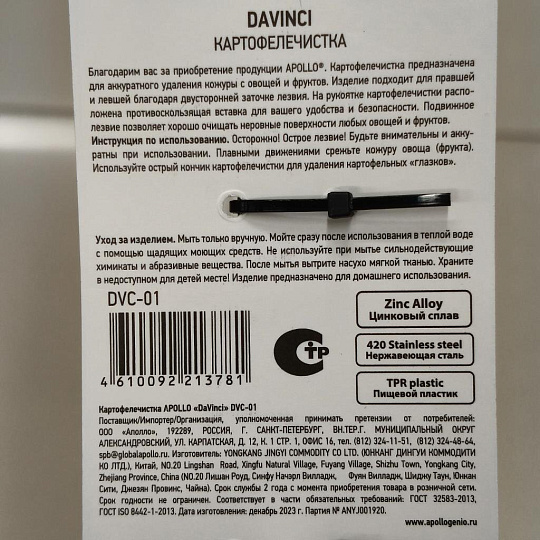 DAVINCI
КАРТОФЕЛЕЧИСТКА
Благодарим вас за приобретение продукции APOLLO®. Картофелечистка предназначена
для аккуратного удаления кожуры с овощей и фруктов. Изделие подходит для правшей
и левшей благодаря двусторонней заточке лезвия. На рукоятке картофелечистки распо-
ложена противоскользящая вставка для вашего удобства и безопасности. Подвижное
лезвие позволяет хорошо очищать неровные поверхности любых овощей и фруктов.
Инструкция по использованию. Осторожно! Острое лезвие! Будьте внимательны и акку-
ратны при использовании. Плавными движениями срежьте кожуру овоща (фрукта).
Используйте острый кончик картофелечистки для удаления картофельных «глазков».
Уход за изделием. Мыть только вручную. Мойте сразу после использования в теплой воде
с помощью щадящих моющих средств. Не используйте при мытье сильнодействующие
химикаты и абразивные вещества. После мытья вытрите насухо мягкой тканью. Храните
в недоступном для детей месте! Изделие предназначено для домашнего использования.
DVC-01
4 610092 213781
СТР
Zinc Alloy
Цинковый сплав
420 Stainless steel
Нержавеющая сталь
TPR plastic
Пищевой пластик
Картофелечистка APOLLO «DaVinci» DVC-01
Поставщик/Импортер/Организация, уполномоченная принимать претензии от потребителей:
ООО «Аполло», 192289, РОССИЯ, Г. САНКТ-ПЕТЕРБУРГ, ВН.ТЕР.Г. МУНИЦИПАЛЬНЫЙ ОКРУГ
АЛЕКСАНДРОВСКИЙ, УЛ. КАРПАТСКАЯ, Д. 12, К. 1 СТР. 1, ОФИС 16, тел. (812) 324-11-51, (812) 324-48-64,
spb@globalapollo.ru. Изготовитель: YONGKANG JINGYI COMMODITY CO LTD. (ЮНКАНГ ДИНГУИ КОММОДИТИ
КО ЛТД.), Китай, NO.20 Lingshan Road, Xingfu Natural Village, Fuyang Village, Shizhu Town, Yongkang City,
Zhejiang Province, China (NO.20 Лишан Роуд, Синфу Начэрл Вилладж, Фуян Вилладж, Шиджу Таун, Юнкан
Сити, Джезян Провинс, Чайна). Срок службы 2 года с момента приобретения в этих розничных точках.
Срок годности не ограничен. Соответствует в части требований безопасности: ГОСТ 32583-2013,
ГОСТ ISO 8442-1-2013. Дата изготовления: декабрь 2023 г. Партия № ANYJ001920.
www.apollogenio.ru